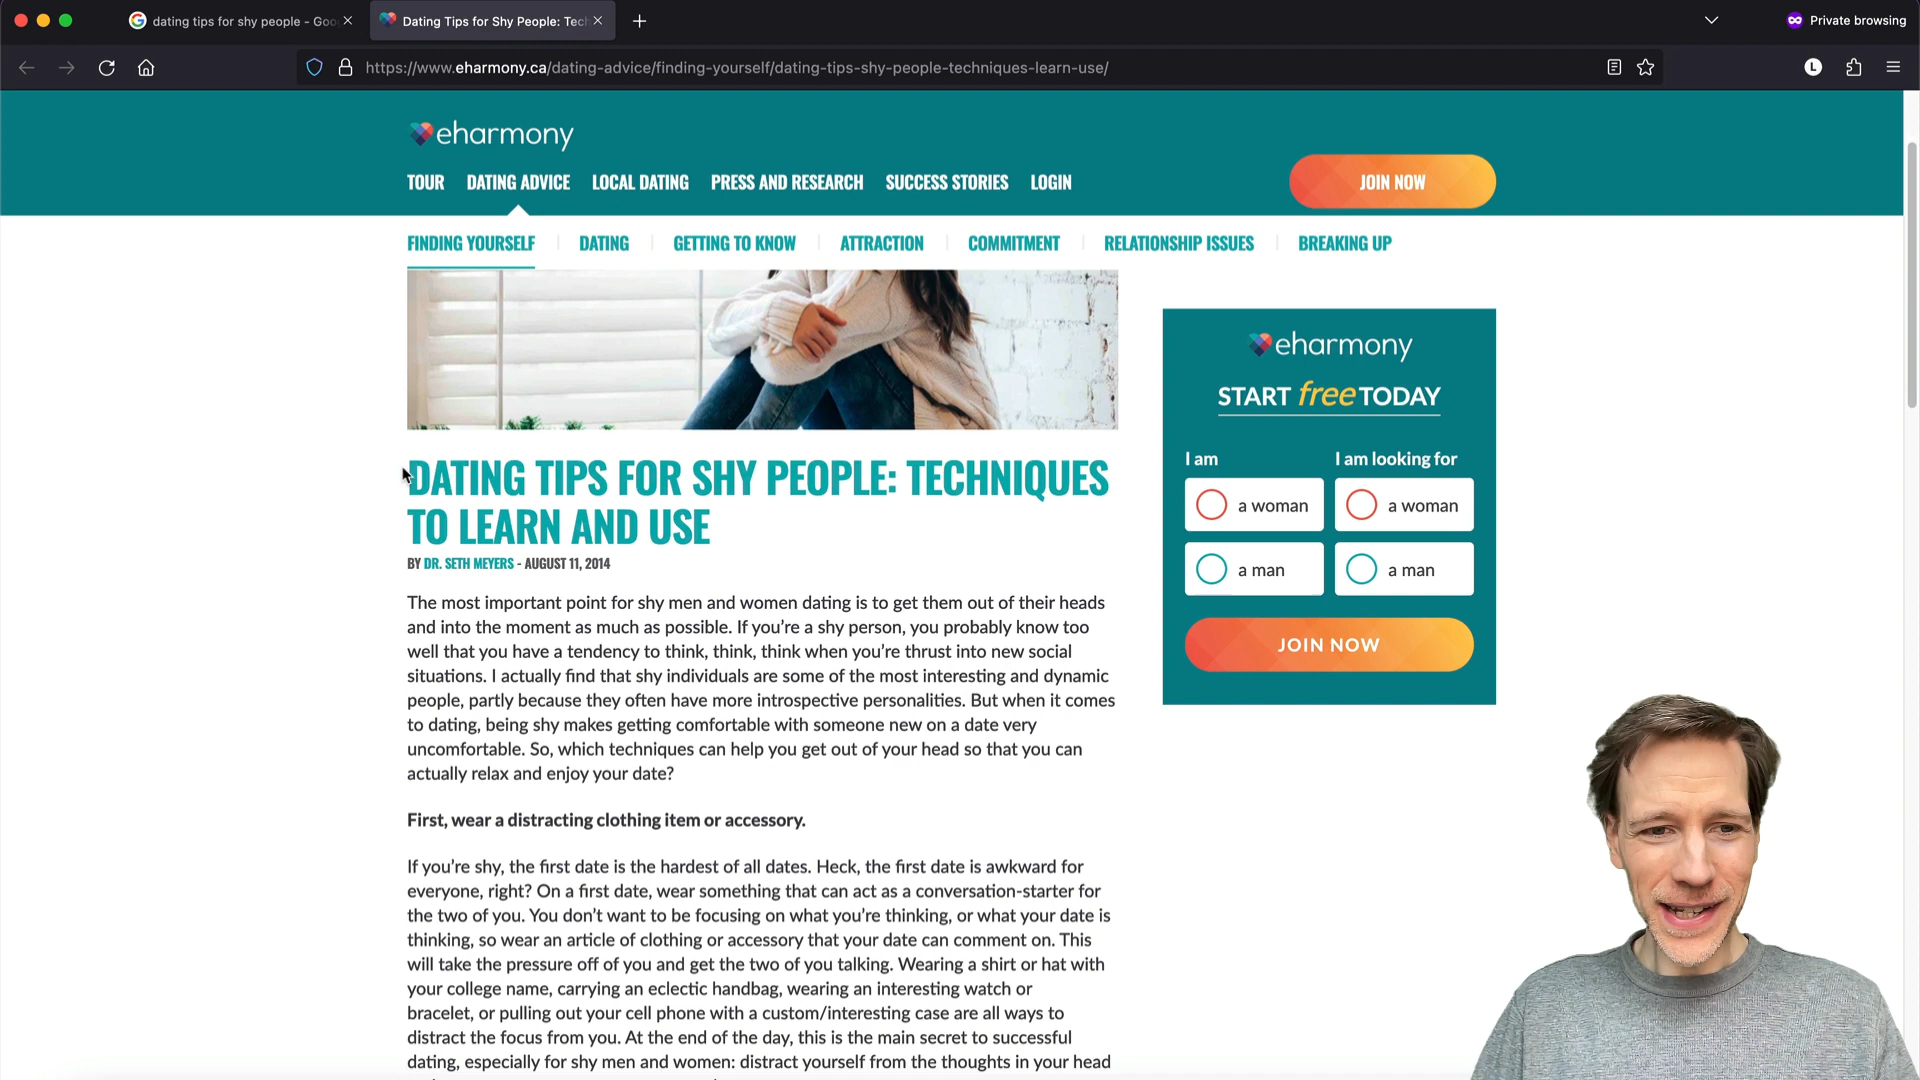 dating tips for shy people - Goo
Dating Tips for Shy People: Tec
Private browsing
https://www.eharmony.ca/dating-advice/finding-yourself/dating-tips-shy-people-techniques-learn-use/
L
eharmony
TOUR DATING ADVICE LOCAL DATING PRESS AND RESEARCH SUCCESS STORIES LOGIN
JOIN NOW
FINDING YOURSELF DATING GETTING TO KNOW ATTRACTION COMMITMENT RELATIONSHIP ISSUES BREAKING UP
DATING TIPS FOR SHY PEOPLE: TECHNIQUES
TO LEARN AND USE
BY DR. SETH MEYERS - AUGUST 11, 2014
The most important point for shy men and women dating is to get them out of their heads
and into the moment as much as possible. If you're a shy person, you probably know too
well that you have a tendency to think, think, think when you're thrust into new social
situations. I actually find that shy individuals are some of the most interesting and dynamic
people, partly because they often have more introspective personalities. But when it comes
to dating, being shy makes getting comfortable with someone new on a date very
uncomfortable. So, which techniques can help you get out of your head so that you can
actually relax and enjoy your date?
First, wear a distracting clothing item or accessory.
If you're shy, the first date is the hardest of all dates. Heck, the first date is awkward for
everyone, right? On a first date, wear something that can act as a conversation-starter for
the two of you. You don't want to be focusing on what you're thinking, or what your date is
thinking, so wear an article of clothing or accessory that your date can comment on. This
will take the pressure off of you and get the two of you talking. Wearing a shirt or hat with
your college name, carrying an eclectic handbag, wearing an interesting watch or
bracelet, or pulling out your cell phone with a custom/interesting case are all ways to
distract the focus from you. At the end of the day, this is the main secret to successful
dating, especially for shy men and women: distract yourself from the thoughts in your head
eharmony
START free TODAY
I am I am looking for
a woman a woman
a man a man
JOIN NOW